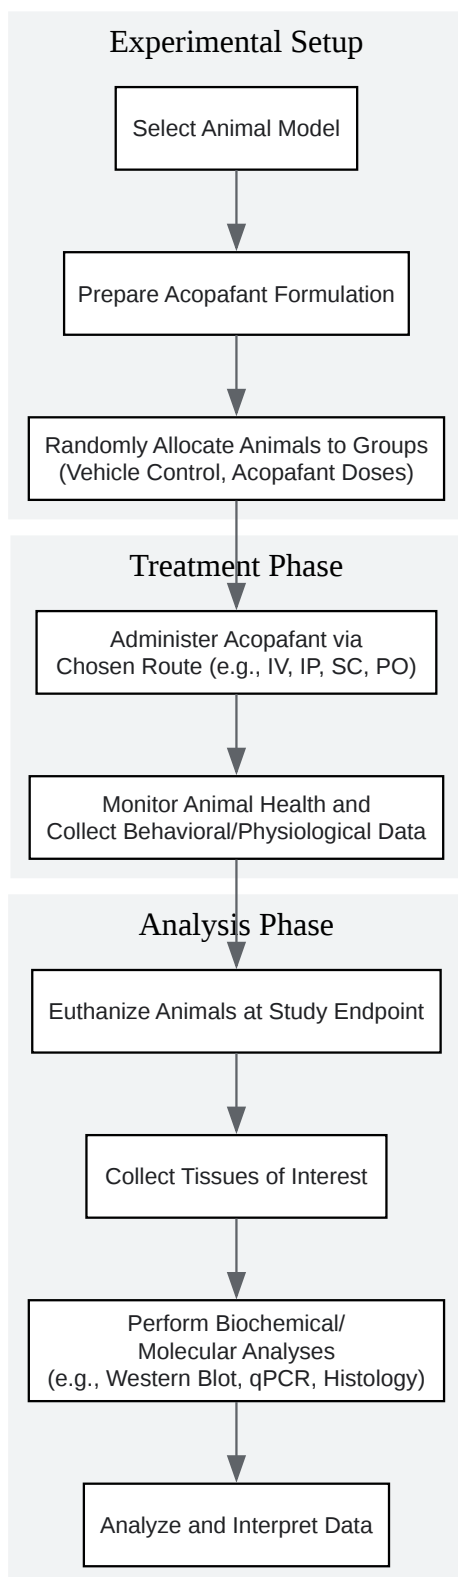 Experimental Setup
Select Animal Model
Prepare Acopafant Formulation
Randomly Allocate Animals to Groups
(Vehicle Control, Acopafant Doses)
Treatment Phase
Administer Acopafant via
Chosen Route (e.g., IV, IP, SC, PO)
Monitor Animal Health and
Collect Behavioral/Physiological Data
Analysis Phase
Euthanize Animals at Study Endpoint
Collect Tissues of Interest
Perform Biochemical/
Molecular Analyses
(e.g., Western Blot, qPCR, Histology)
Analyze and Interpret Data